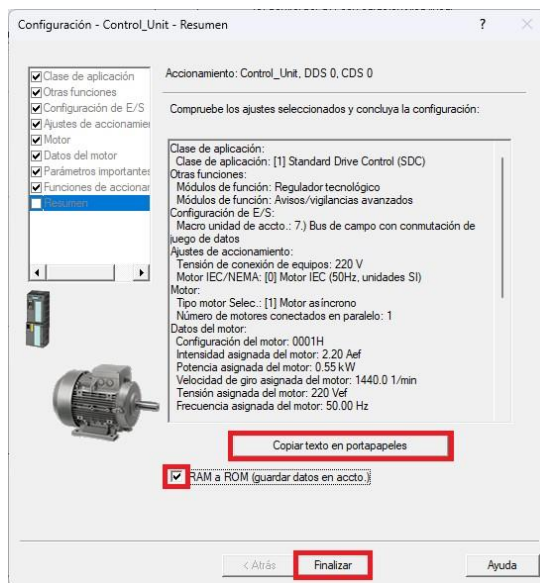 Configuración - Control_Unit - Resumen
?
Clase de aplicación
Otras funciones
Configuración de E/S
Ajustes de accionamie
Motor
Datos del motor
Parámetros importantes
Funciones de accionar
Resumen
Accionamiento: Control_Unit, DDS 0, CDS 0
Compruebe los ajustes seleccionados y concluya la configuración:
Clase de aplicación:
Clase de aplicación: [1] Standard Drive Control (SDC)
Otras funciones:
Módulos de función: Regulador tecnológico
Módulos de función: Avisos/vigilancias avanzados
Configuración de E/S:
Macro unidad de accto.: 7.) Bus de campo con conmutación de
juego de datos
Ajustes de accionamiento:
Tensión de conexión de equipos: 220 V
Motor IEC/NEMA: [0] Motor IEC (50Hz, unidades SI)
Motor:
Tipo motor Selec.: [1] Motor asíncrono
Número de motores conectados en paralelo: 1
Datos del motor:
Configuración del motor: 0001H
Intensidad asignada del motor: 2.20 Aef
Potencia asignada del motor: 0.55 kW
Velocidad de giro asignada del motor: 1440.0 1/min
Tensión asignada del motor: 220 Vef
Frecuencia asignada del motor: 50.00 Hz
Copiar texto en portapapeles
RAM a ROM (guardar datos en accto.)
< Atrás
Finalizar
Ayuda